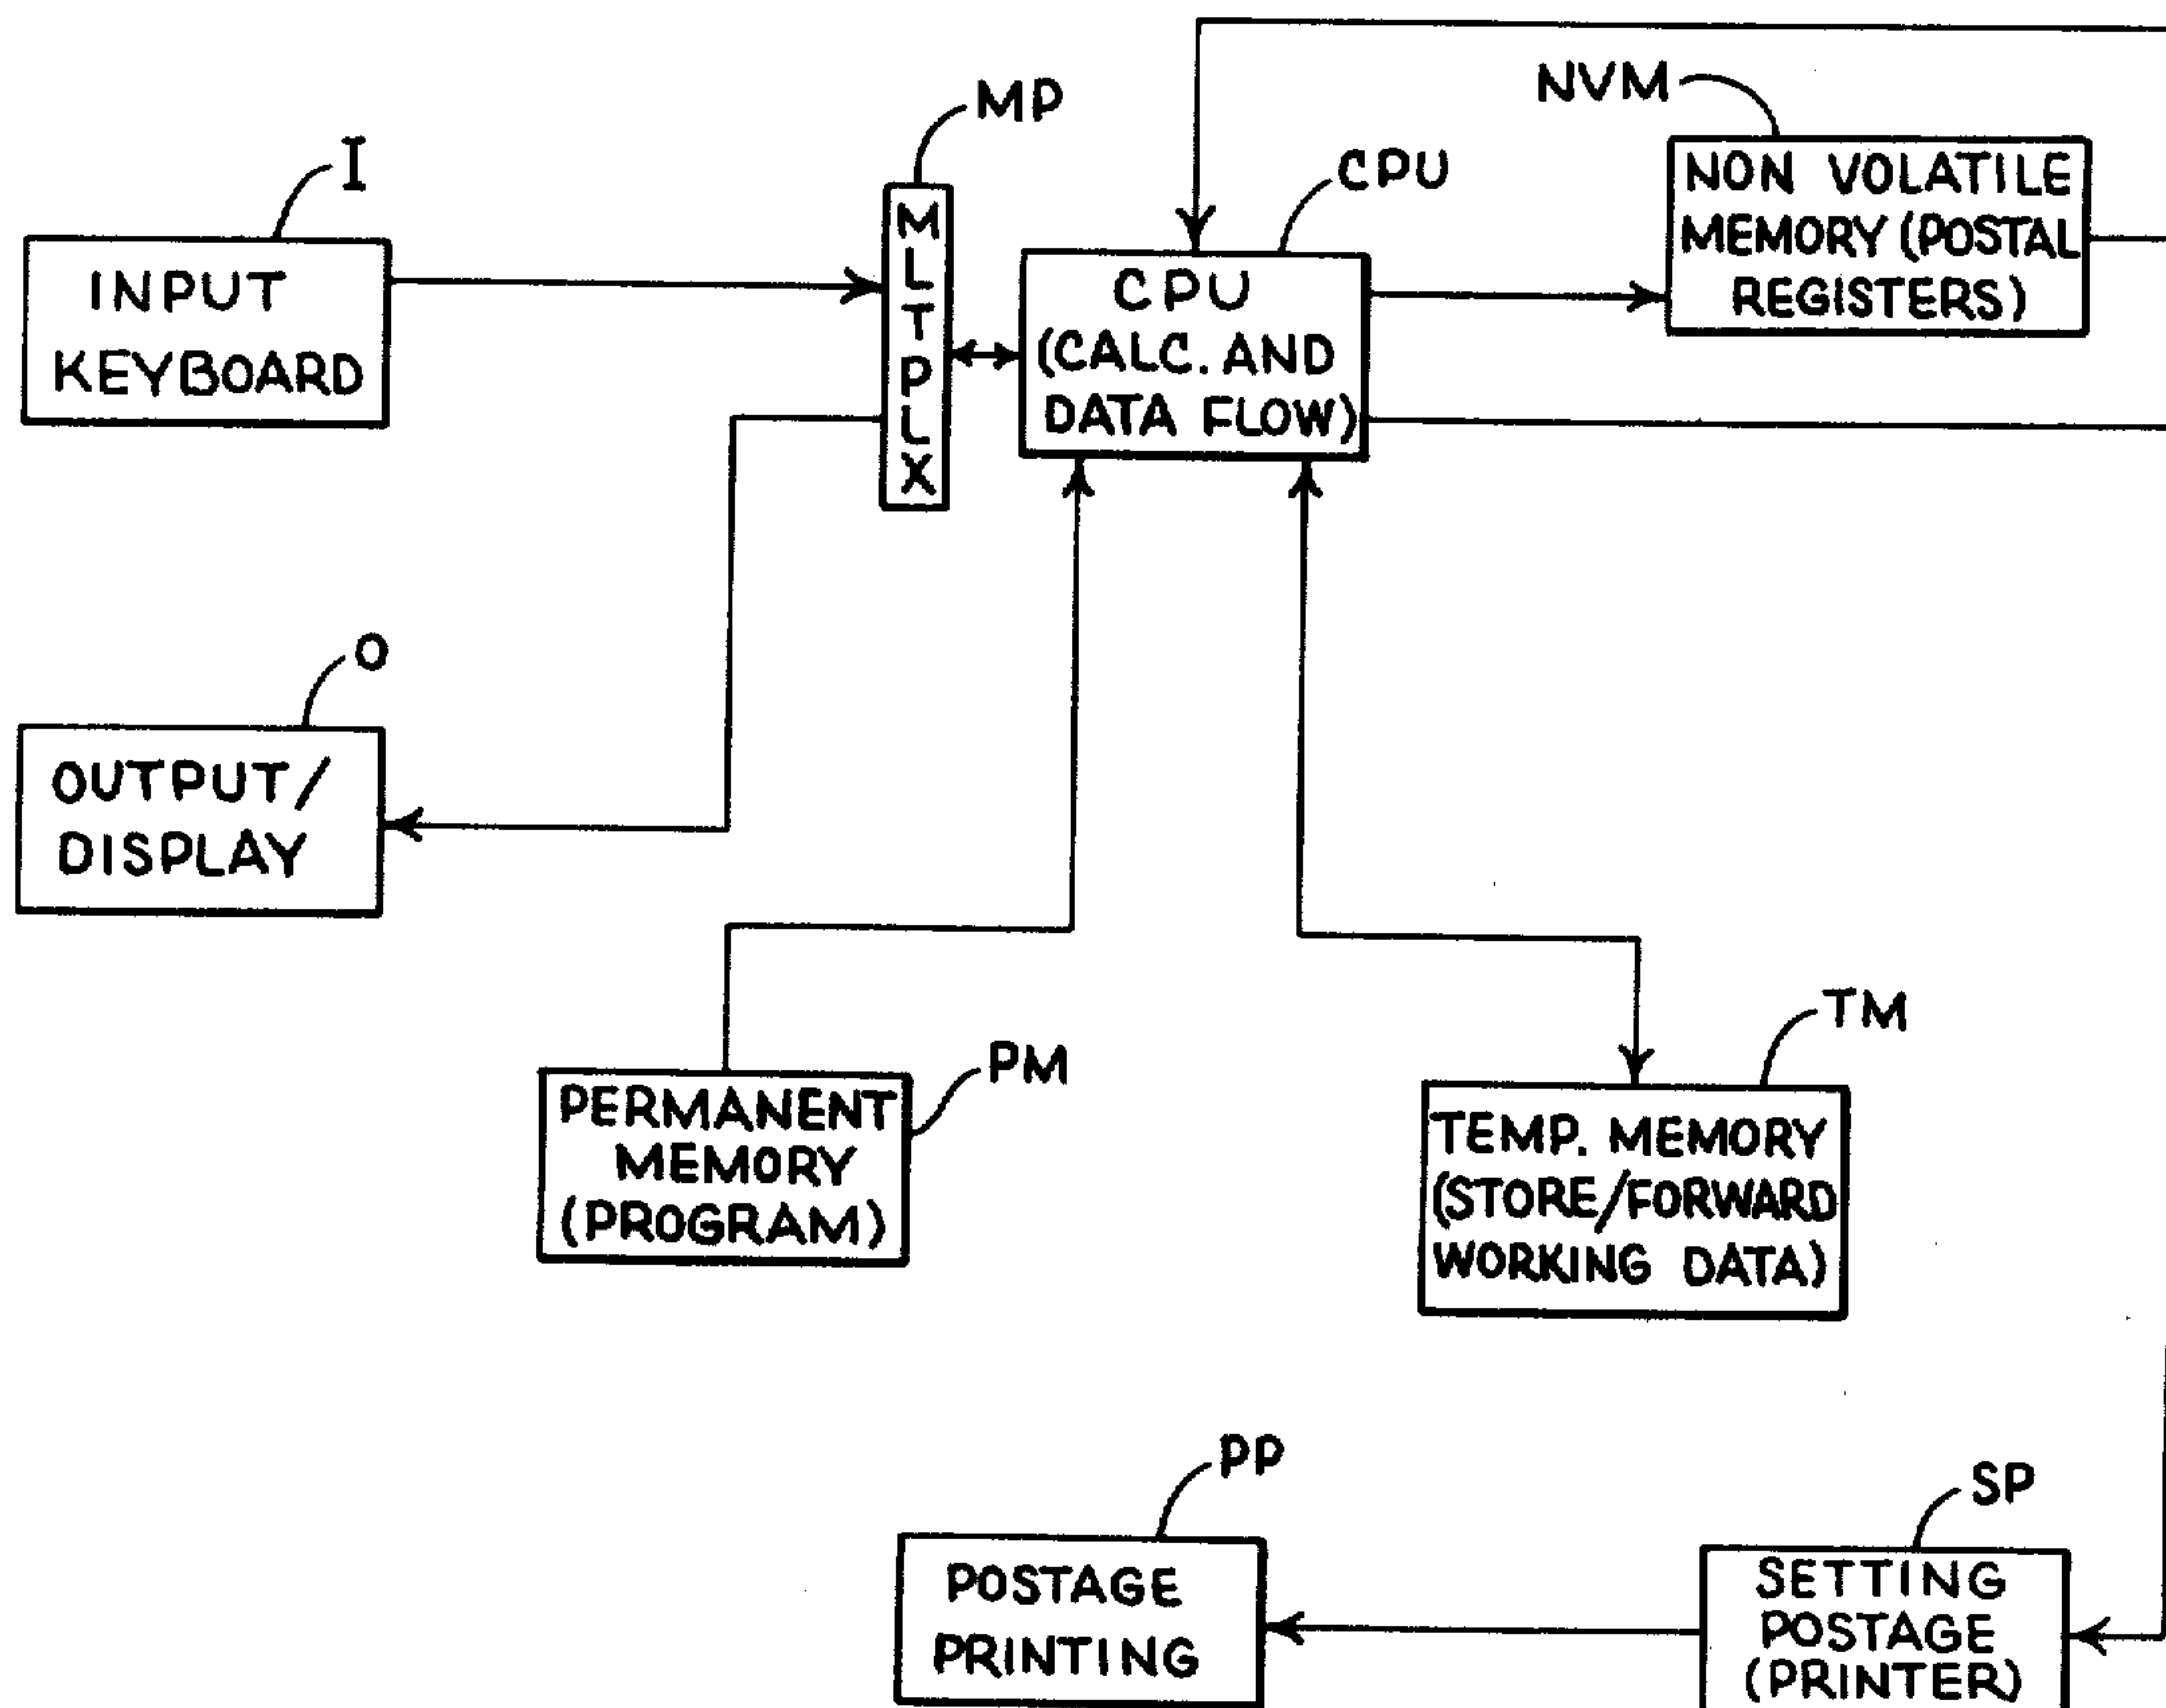 MP
NVM
I
CPU
INPUT
KEYBOARD
MLTPLX
CPU
(CALC. AND
DATA FLOW)
NON VOLATILE
MEMORY (POSTAL
REGISTERS)
O
OUTPUT/
DISPLAY
PM
PERMANENT
MEMORY
(PROGRAM)
TM
TEMP. MEMORY
(STORE/FORWARD
WORKING DATA)
PP
POSTAGE
PRINTING
SP
SETTING
POSTAGE
(PRINTER)